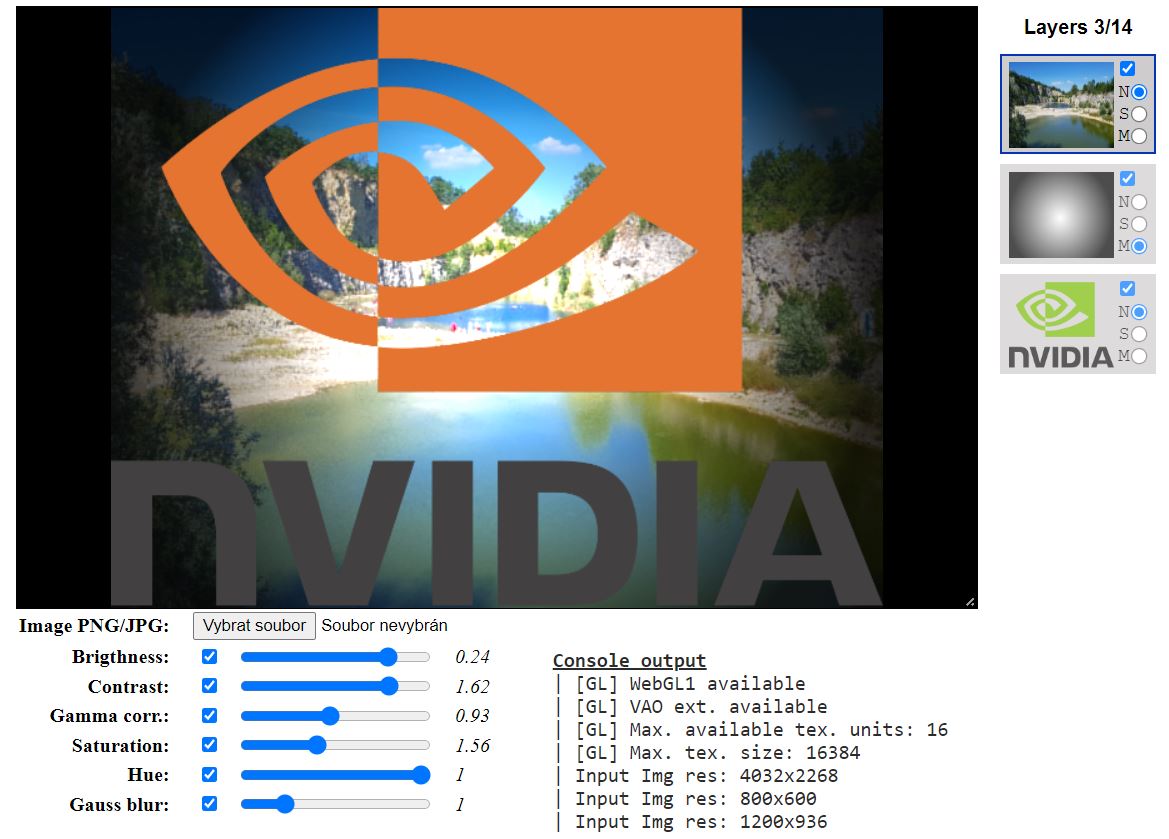 Layers 3/14
N
S
M
N
S
M
nVIDIA
N
S
M
nVIDIA
Image PNG/JPG: Vybrat soubor Soubor nevybrán
Brigthness: 0.24
Contrast: 1.62
Gamma corr.: 0.93
Saturation: 1.56
Hue: 1
Gauss blur: 1
Console output
| [GL] WebGL1 available
| [GL] VAO ext. available
| [GL] Max. available tex. units: 16
| [GL] Max. tex. size: 16384
| Input Img res: 4032x2268
| Input Img res: 800x600
| Input Img res: 1200x936